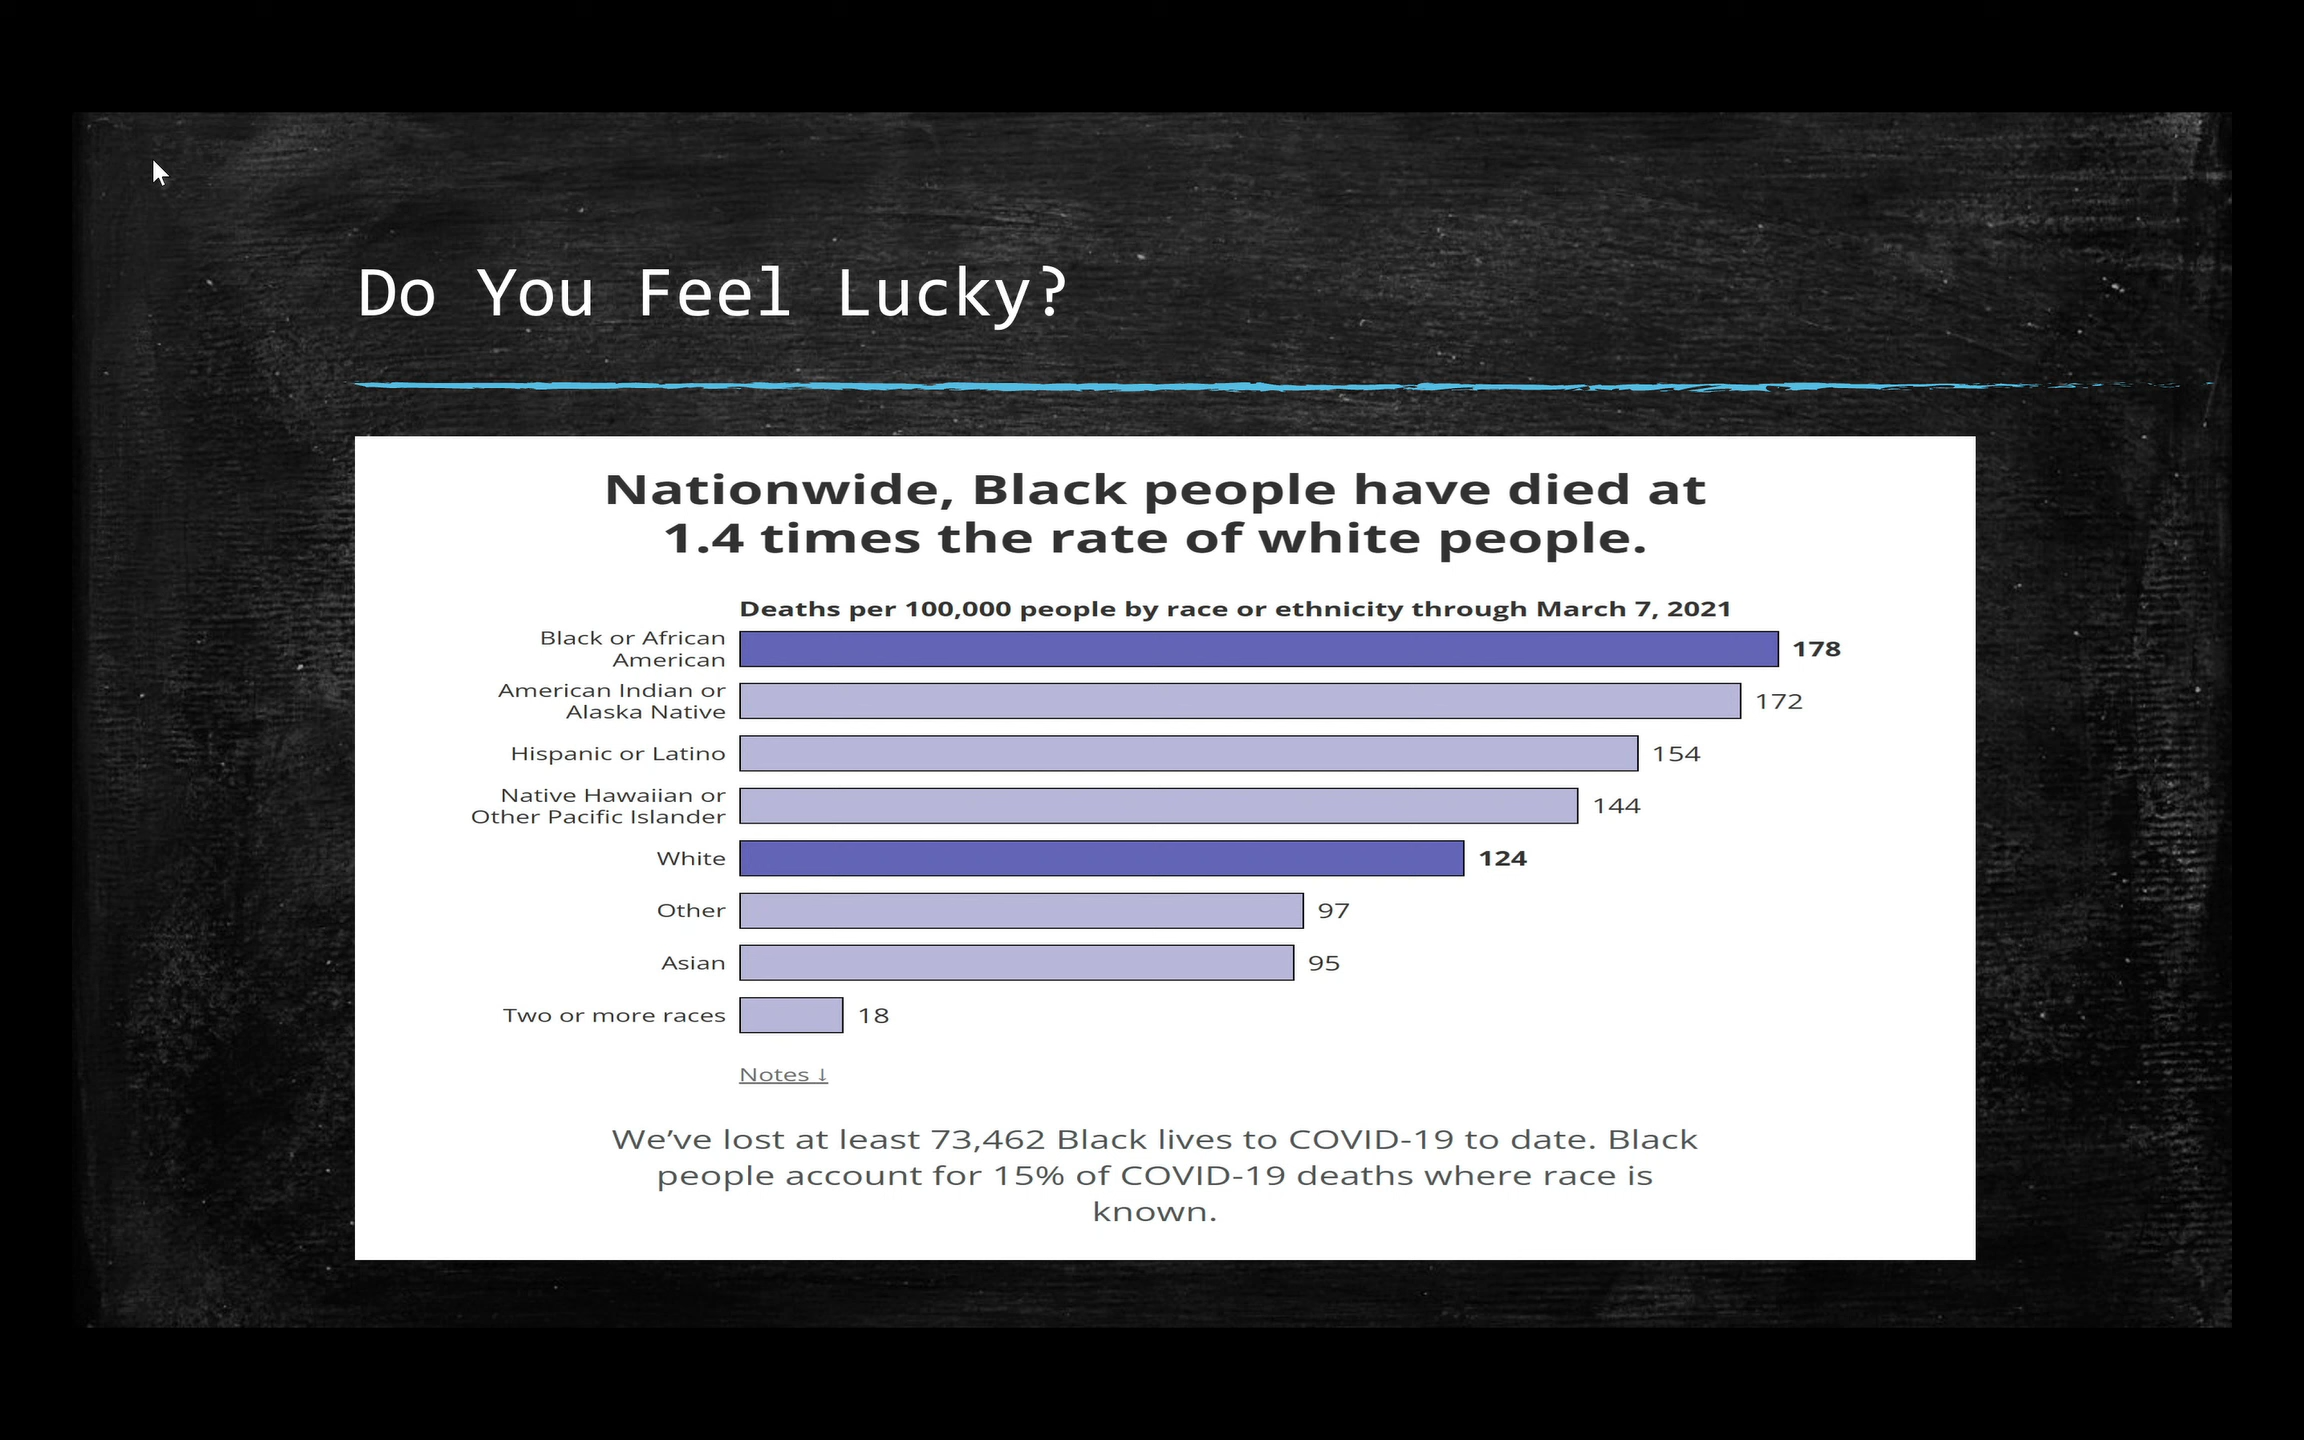 Do You Feel Lucky?
Nationwide, Black people have died at
1.4 times the rate of white people.
Deaths per 100,000 people by race or ethnicity through March 7, 2021
Black or African
American
178
American Indian or
Alaska Native
172
Hispanic or Latino
154
Native Hawaiian or
Other Pacific Islander
144
White
124
Other
97
Asian
95
Two or more races
18
Notes ↓
We’ve lost at least 73,462 Black lives to COVID-19 to date. Black
people account for 15% of COVID-19 deaths where race is
known.